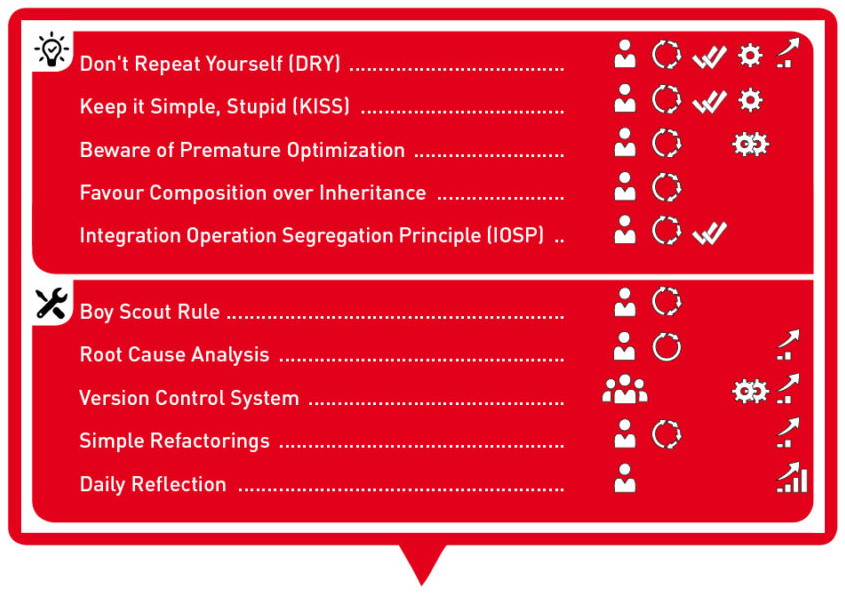 Don't Repeat Yourself (DRY) .....................................
Keep it Simple, Stupid (KISS) ...................................
Beware of Premature Optimization ..........................
Favour Composition over Inheritance ......................
Integration Operation Segregation Principle (IOSP) ..
Boy Scout Rule ..........................................................
Root Cause Analysis .................................................
Version Control System ............................................
Simple Refactorings .................................................
Daily Reflection ........................................................